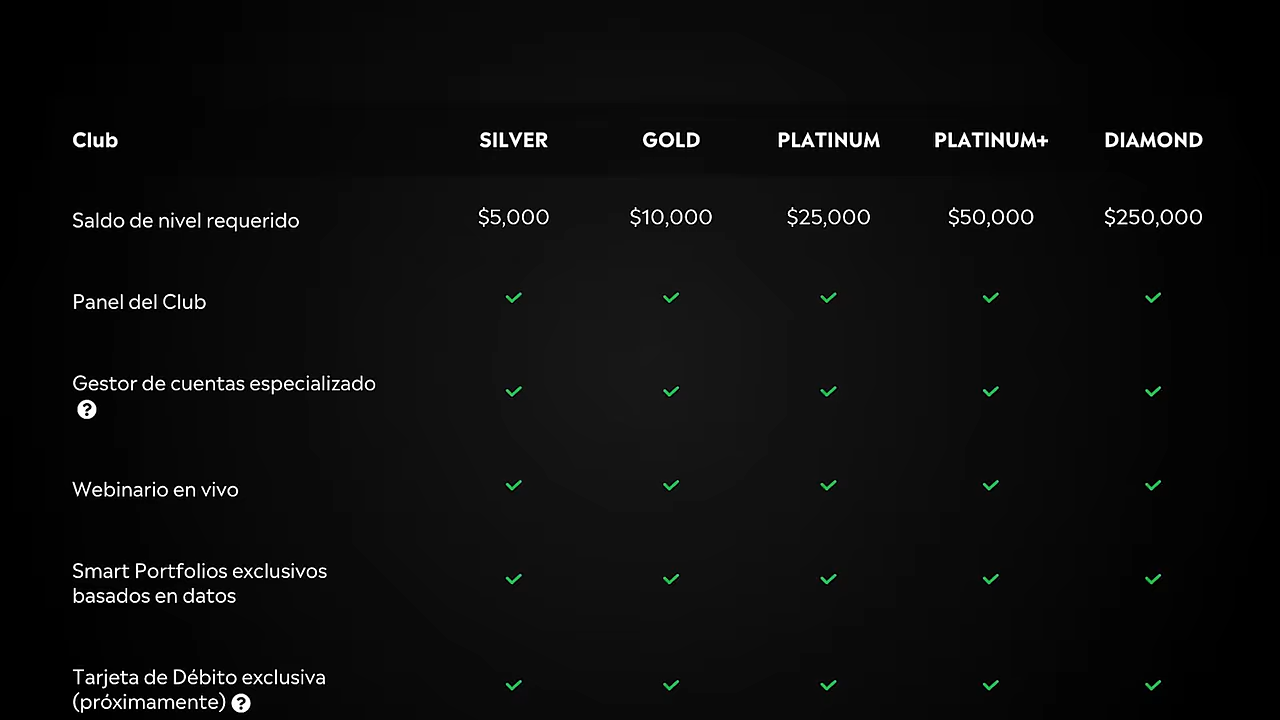 Club SILVER GOLD PLATINUM PLATINUM+ DIAMOND
Saldo de nivel requerido $5,000 $10,000 $25,000 $50,000 $250,000
Panel del Club
Gestor de cuentas especializado
?
Webinario en vivo
Smart Portfolios exclusivos
basados en datos
Tarjeta de Débito exclusiva
(próximamente) ?